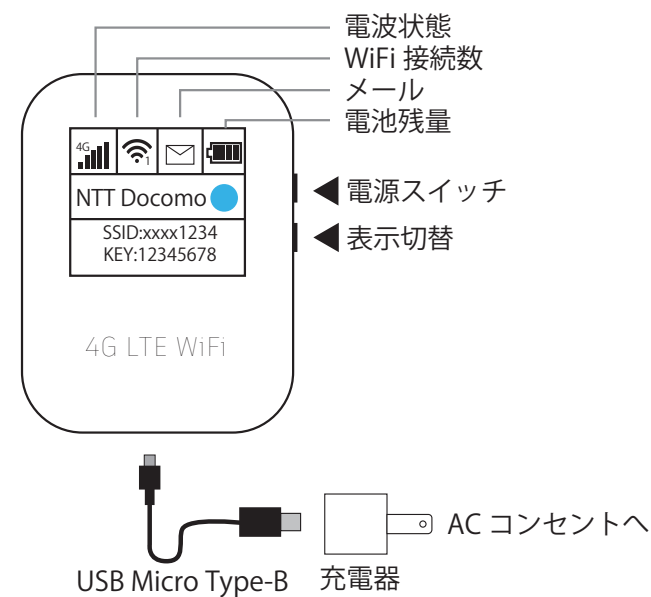 電波状態
WiFi 接続数
メール
電池残量
4G
1
NTT Docomo
電源スイッチ
SSID:xxxx1234
KEY:12345678
表示切替
4G LTE WiFi
AC コンセントへ
USB Micro Type-B
充電器